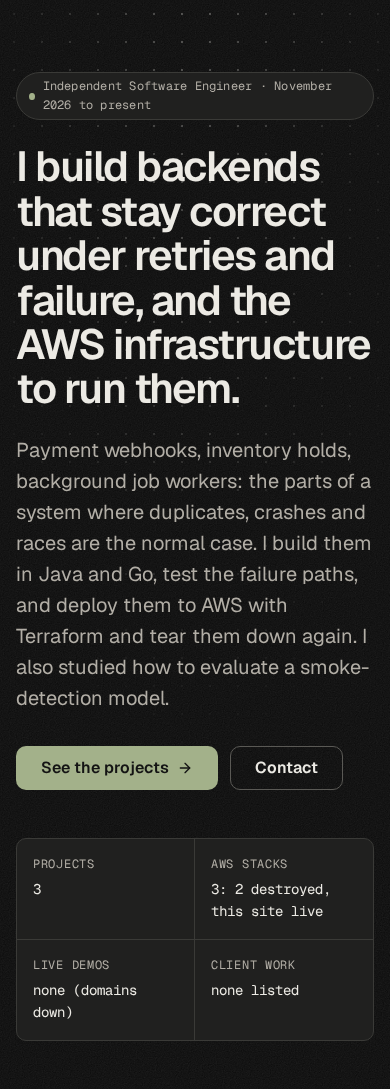 Independent Software Engineer · November
2026 to present
I build backends
that stay correct
under retries and
failure, and the
AWS infrastructure
to run them.
Payment webhooks, inventory holds,
background job workers: the parts of a
system where duplicates, crashes and
races are the normal case. I build them
in Java and Go, test the failure paths,
and deploy them to AWS with
Terraform and tear them down again. I
also studied how to evaluate a smoke-
detection model.
See the projects →
Contact
PROJECTS
3
AWS STACKS
3: 2 destroyed,
this site live
LIVE DEMOS
none (domains
down)
CLIENT WORK
none listed